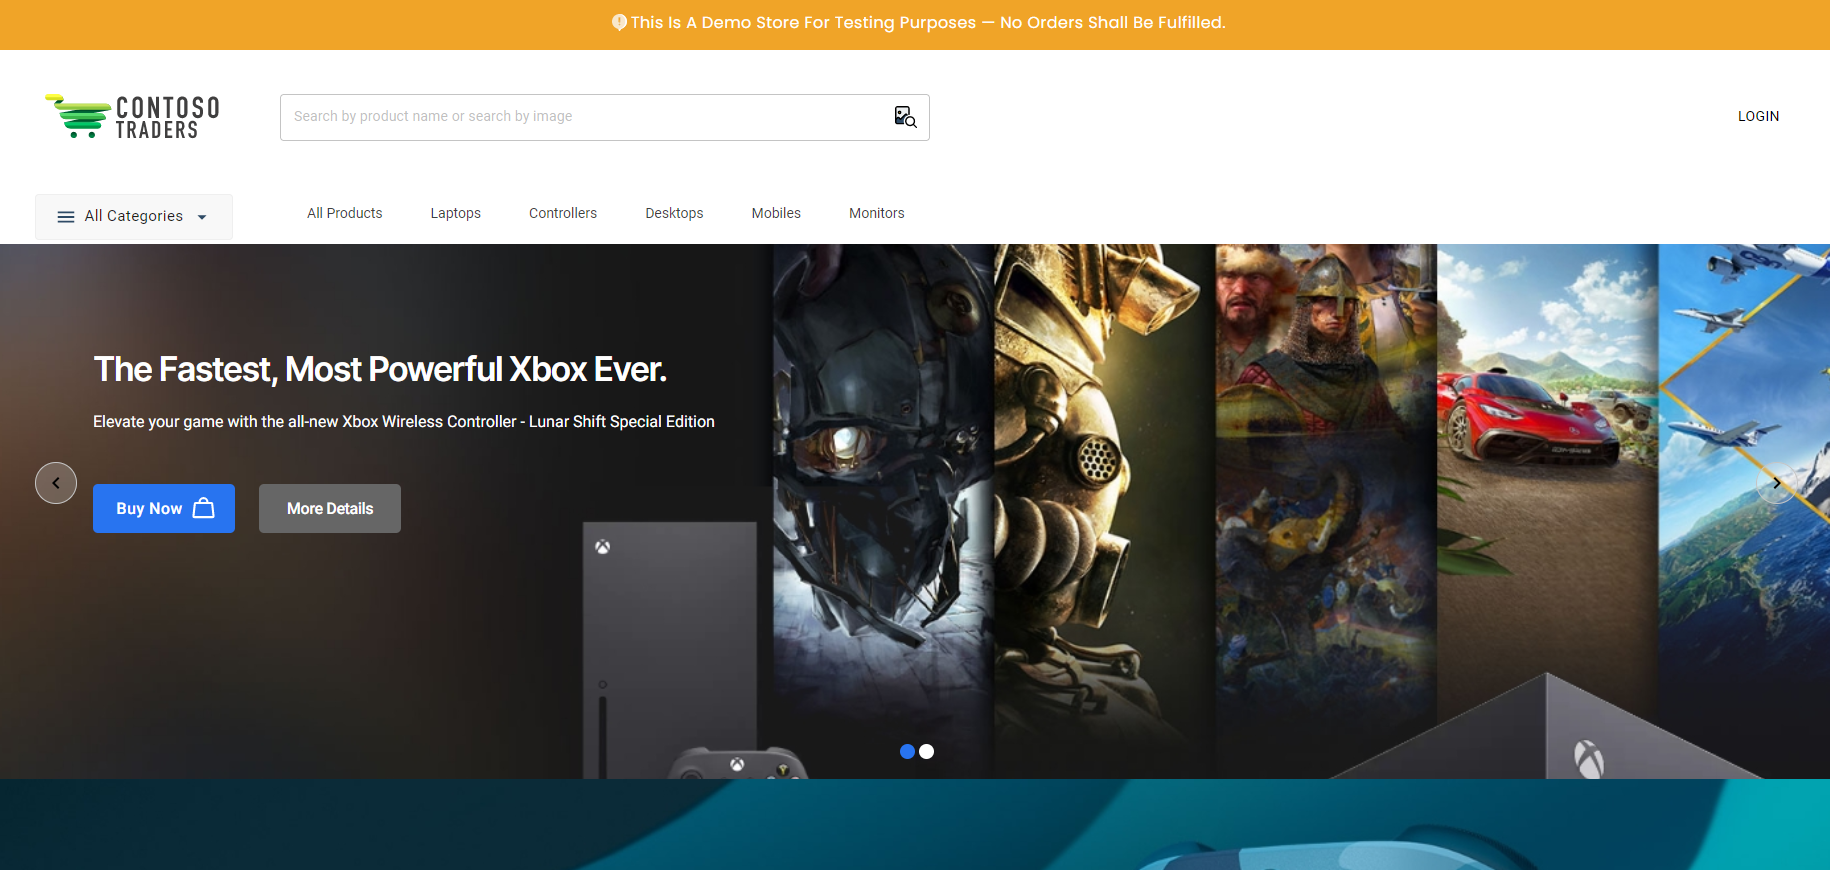 This Is A Demo Store For Testing Purposes — No Orders Shall Be Fulfilled.
CONTOSO
TRADERS
Search by product name or search by image
LOGIN
All Categories
All Products
Laptops
Controllers
Desktops
Mobiles
Monitors
The Fastest, Most Powerful Xbox Ever.
Elevate your game with the all-new Xbox Wireless Controller - Lunar Shift Special Edition
Buy Now
More Details